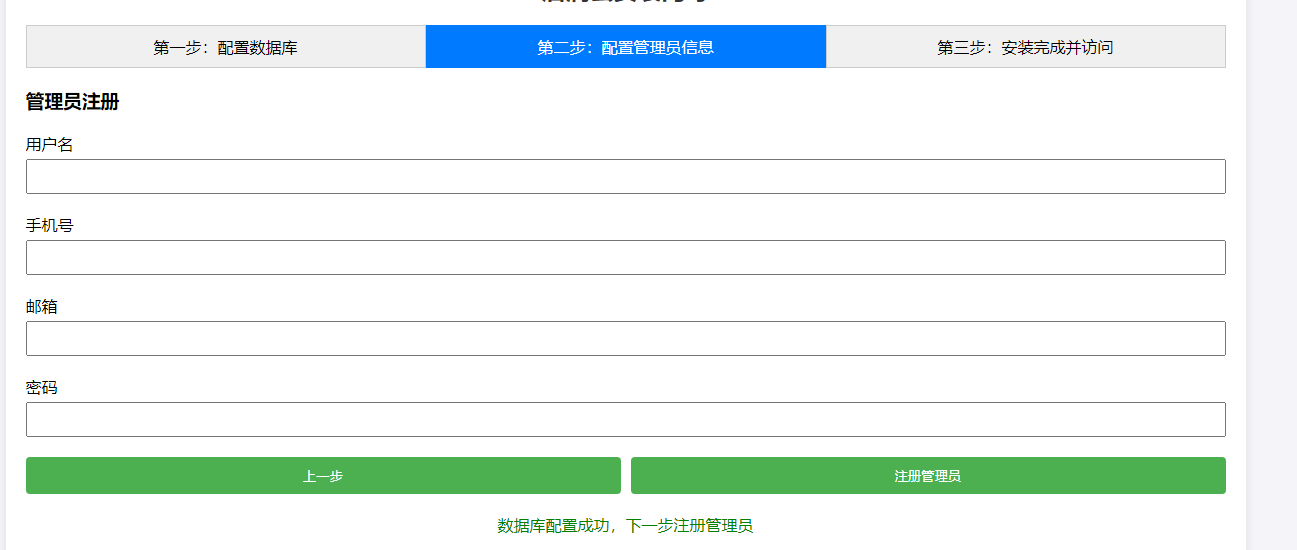 第一步：配置数据库
第二步：配置管理员信息
第三步：安装完成并访问
管理员注册
用户名
手机号
邮箱
密码
上一步
注册管理员
数据库配置成功，下一步注册管理员